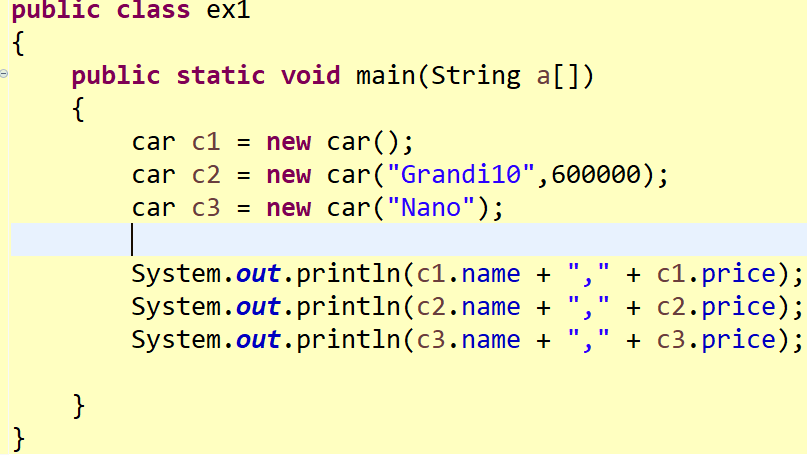 public class ex1
{
    public static void main(String a[])
    {
        car c1 = new car();
        car c2 = new car("Grandi10",600000);
        car c3 = new car("Nano");
        System.out.println(c1.name + "," + c1.price);
        System.out.println(c2.name + "," + c2.price);
        System.out.println(c3.name + "," + c3.price);
    }
}